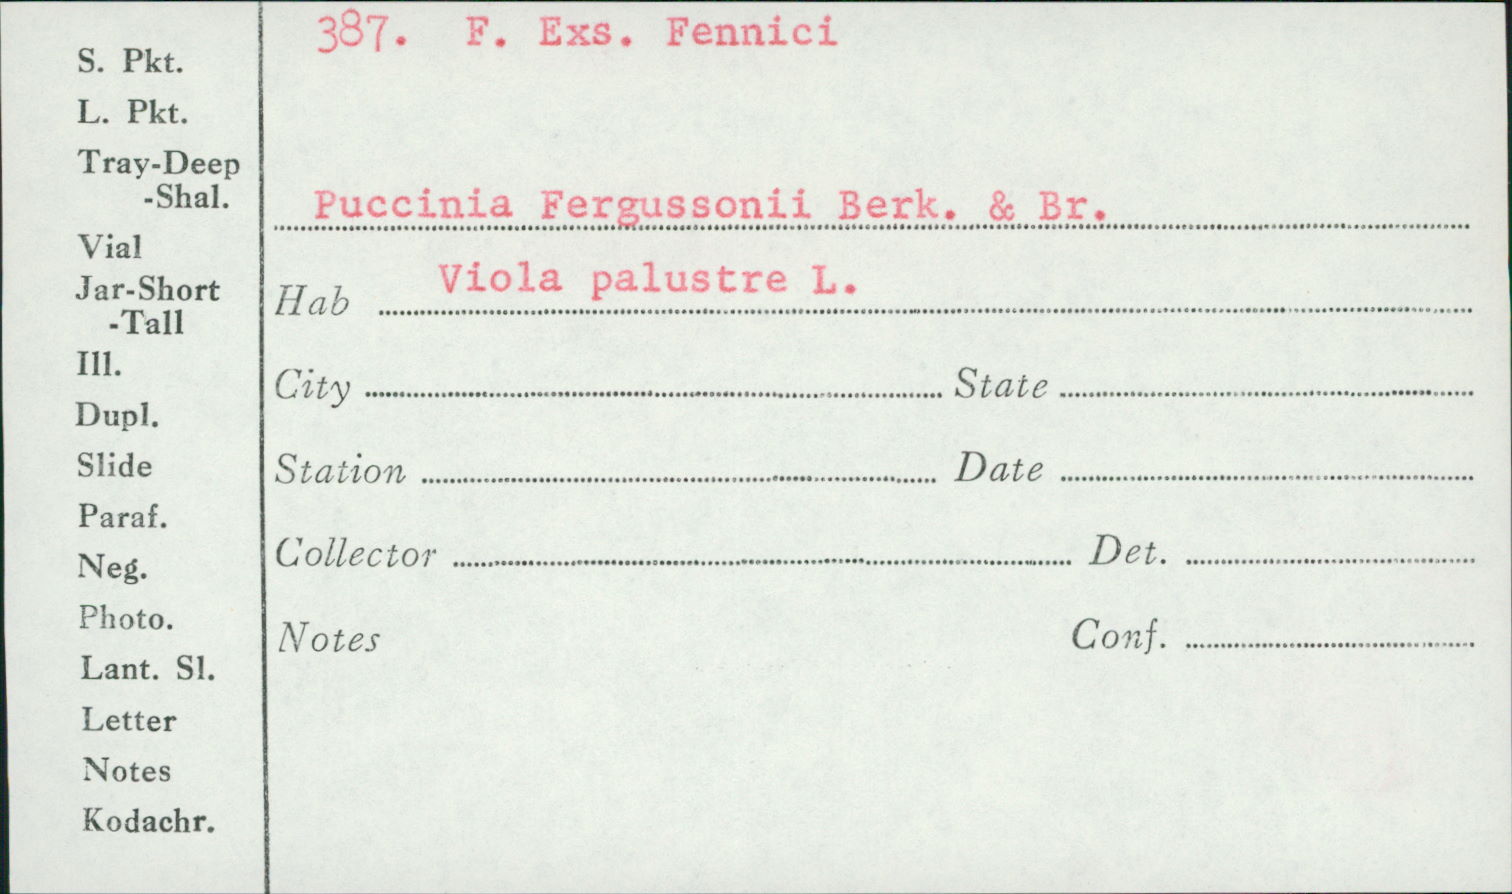 387. F. Exs. Fennici
S. Pkt.
L. Pkt.
Tray-Deep
-Shal.
Puccinia Fergussonii Berk. & Br.
Vial
Jar-Short
-Tall
Hab Viola palustre L.
Ill.
City State
Dupl.
Slide
Station Date
Paraf.
Neg.
Collector Det.
Photo.
Notes Conf.
Lant. Sl.
Letter
Notes
Kodachr.